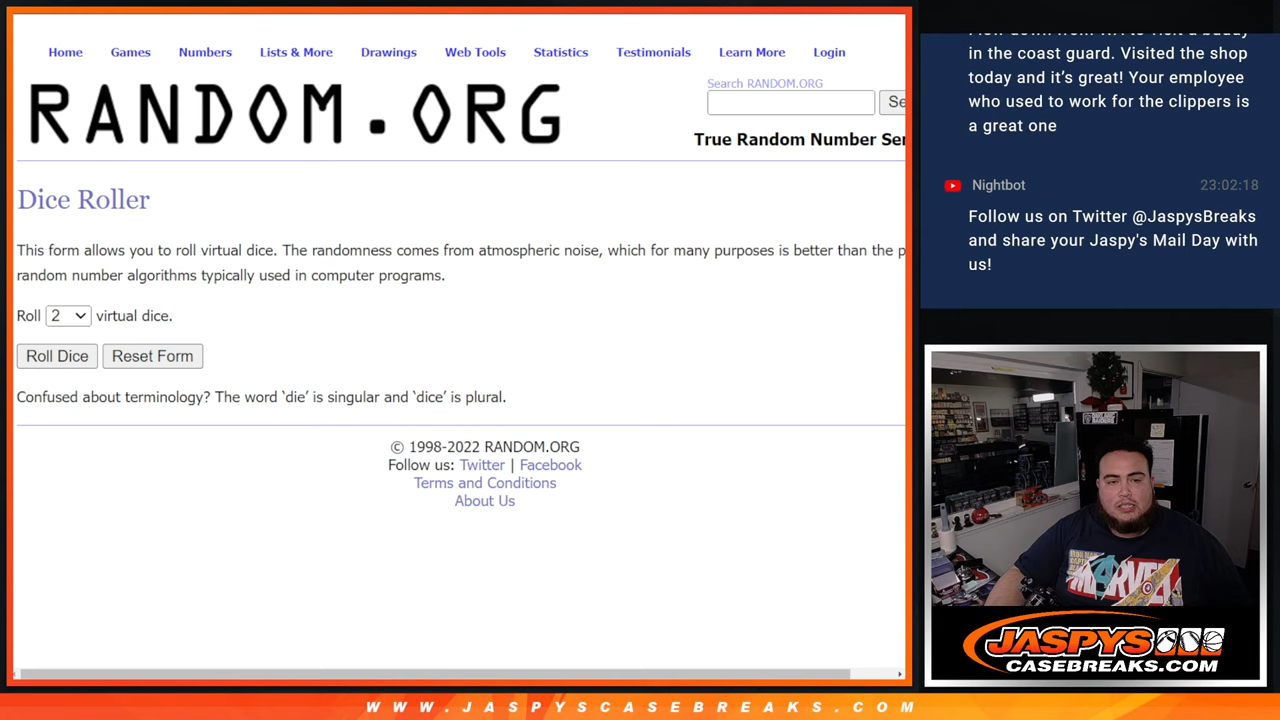 Home Games Numbers Lists & More Drawings Web Tools Statistics Testimonials Learn More Login
RANDOM.ORG
Search RANDOM.ORG
Se
True Random Number Ser
Dice Roller
This form allows you to roll virtual dice. The randomness comes from atmospheric noise, which for many purposes is better than the p
random number algorithms typically used in computer programs.
Roll 2 virtual dice.
Roll Dice Reset Form
Confused about terminology? The word ‘die’ is singular and ‘dice’ is plural.
© 1998-2022 RANDOM.ORG
Follow us: Twitter | Facebook
Terms and Conditions
About Us
in the coast guard. Visited the shop
today and it’s great! Your employee
who used to work for the clippers is
a great one
Nightbot 23:02:18
Follow us on Twitter @JaspysBreaks
and share your Jaspy's Mail Day with
us!
MARVEL
JASPYS
CASEBREAKS.COM
WWW.JASPYSCASEBREAKS.COM